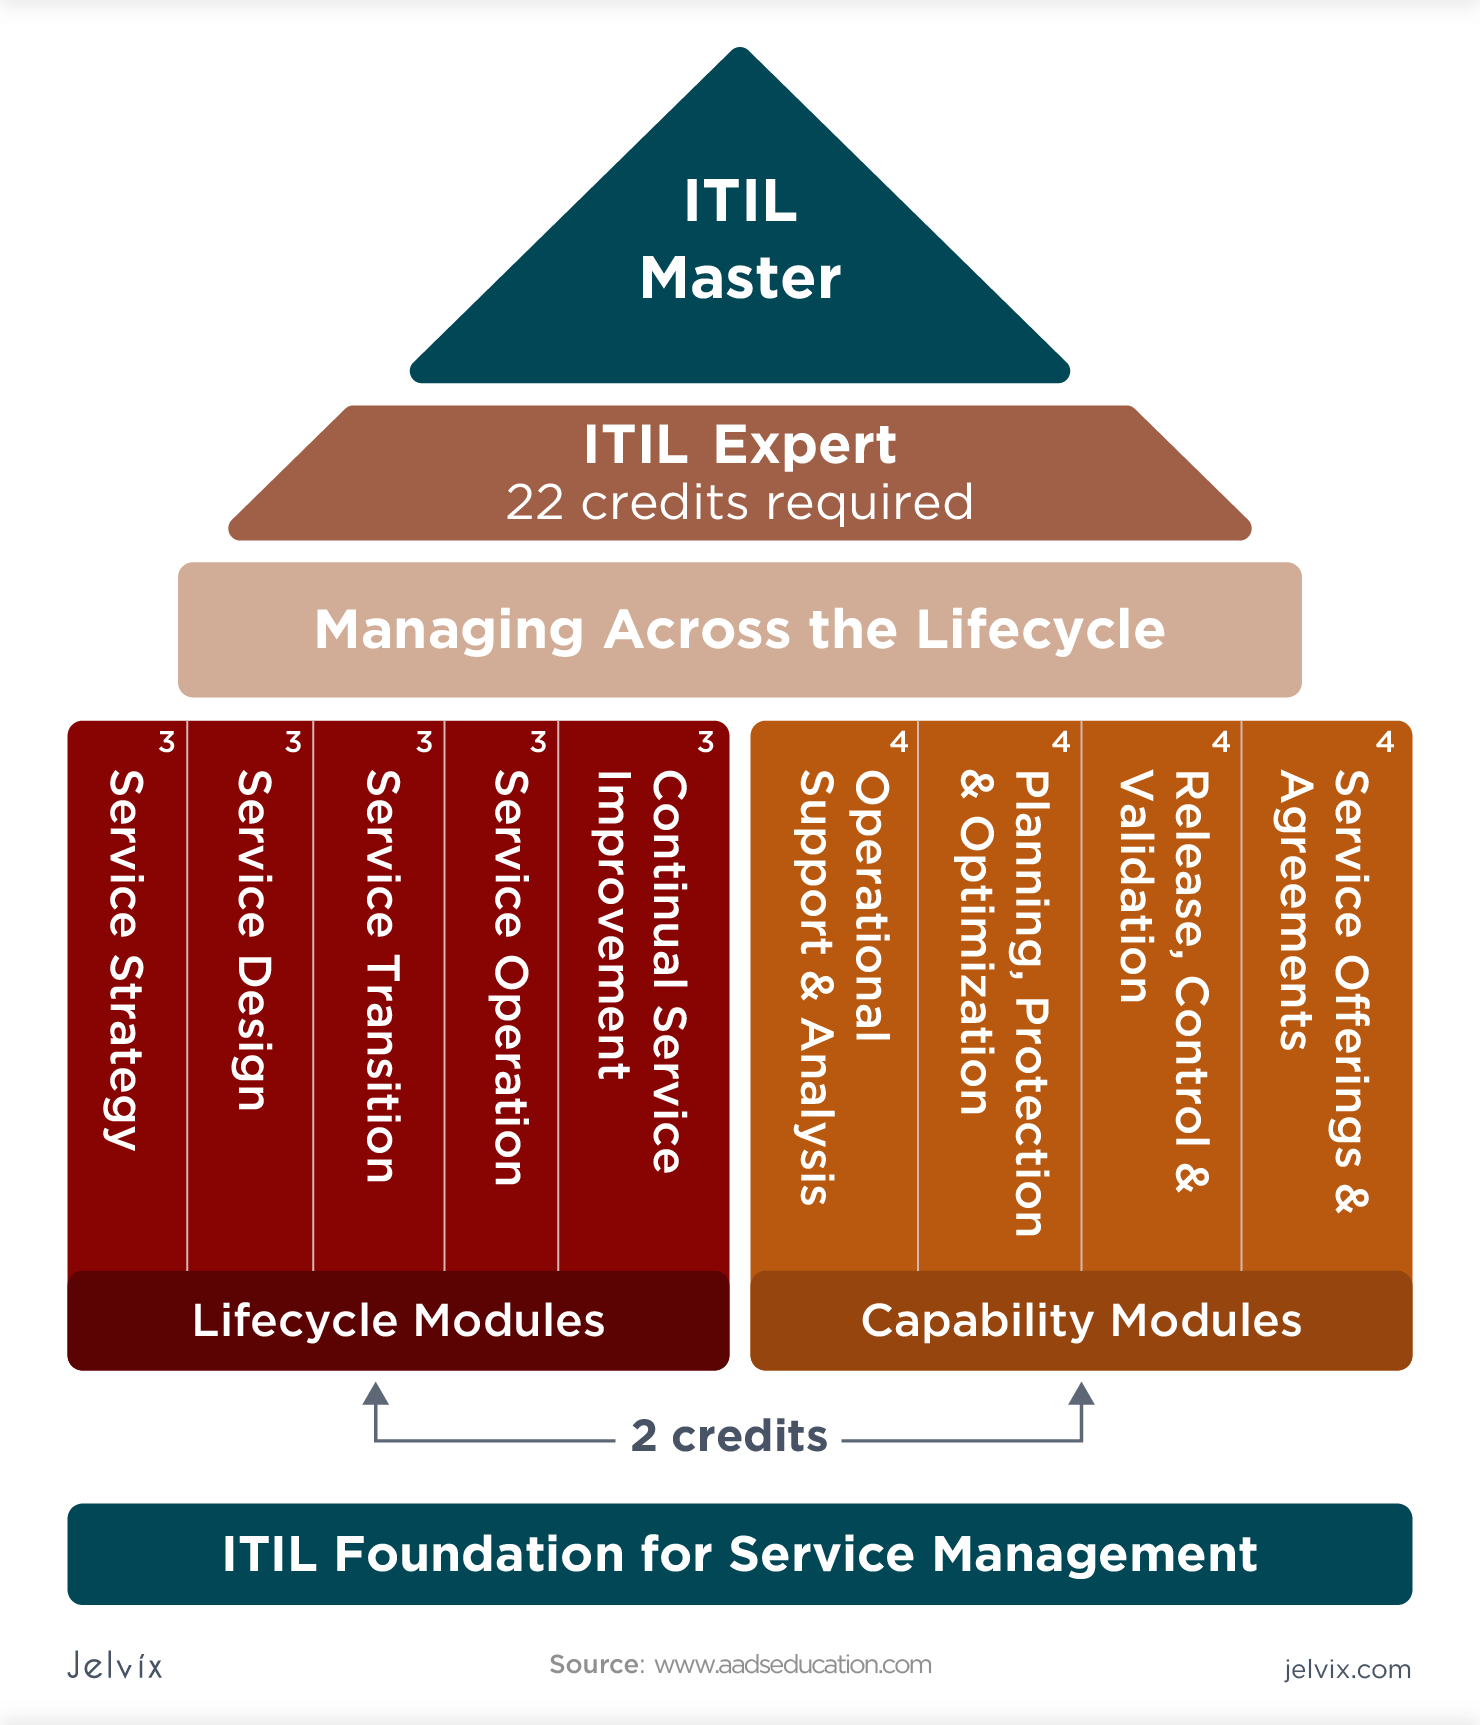 ITIL
Master
ITIL Expert
22 credits required
Managing Across the Lifecycle
3
Service Strategy
3
Service Design
3
Service Transition
3
Service Operation
3
Continual Service
Improvement
Lifecycle Modules
4
Operational
Support & Analysis
4
Planning, Protection
& Optimization
4
Release, Control &
Validation
4
Service Offerings &
Agreements
Capability Modules
2 credits
ITIL Foundation for Service Management
Jelvíx
Source: www.aadseducation.com
jelvix.com